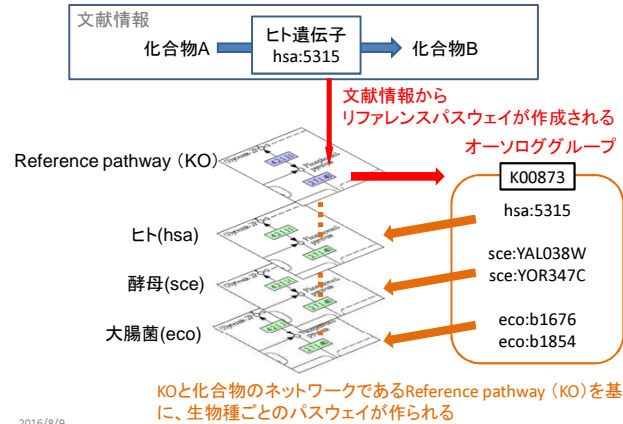 文献情報
化合物A
ヒト遺伝子
hsa:5315
化合物B
文献情報から
リファレンスパスウェイが作成される
オーソロググループ
Reference pathway（KO）
K00873
hsa:5315
ヒト(hsa)
sce:YAL038W
sce:YOR347C
酵母(sce)
大腸菌(eco)
eco:b1676
eco:b1854
KOと化合物のネットワークであるReference pathway（KO）を基
に、生物種ごとのパスウェイが作られる
2016/8/9